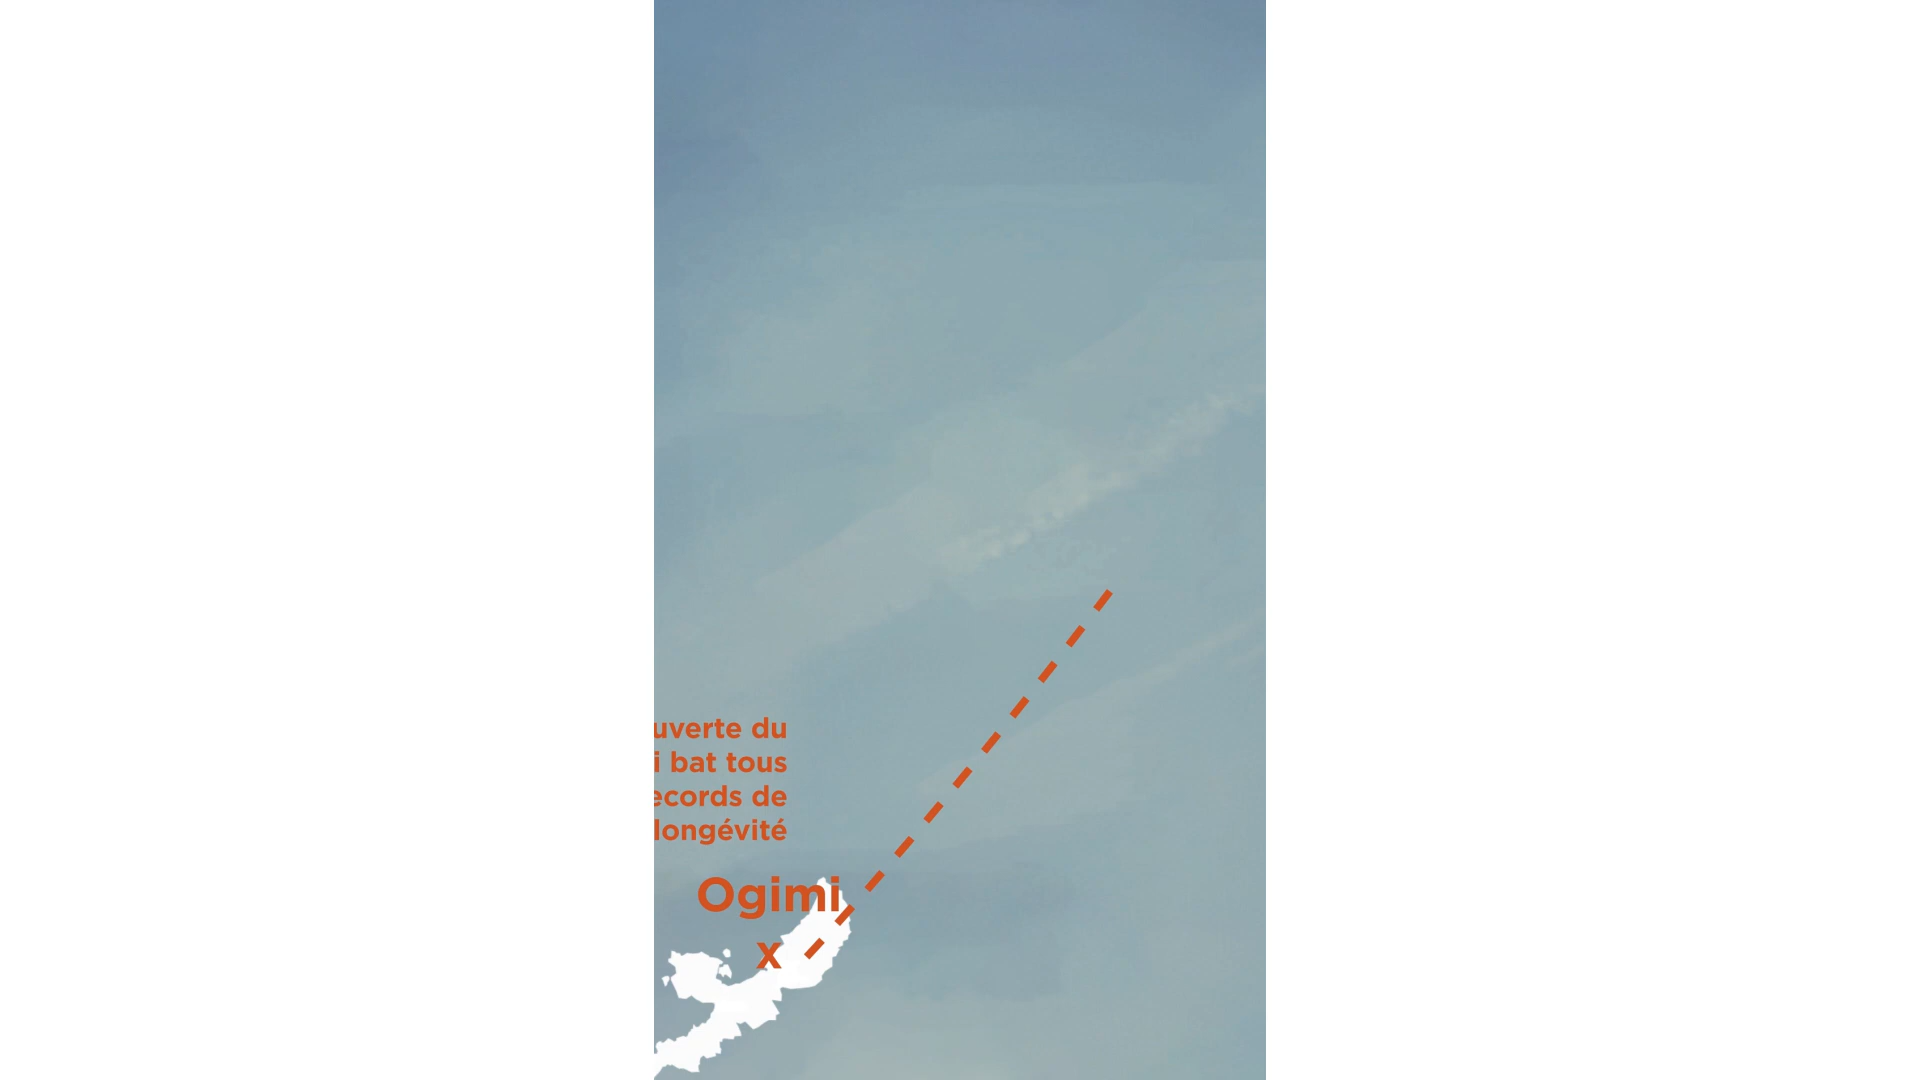 uverte du
i bat tous
ecords de
longévité
Ogimi
x